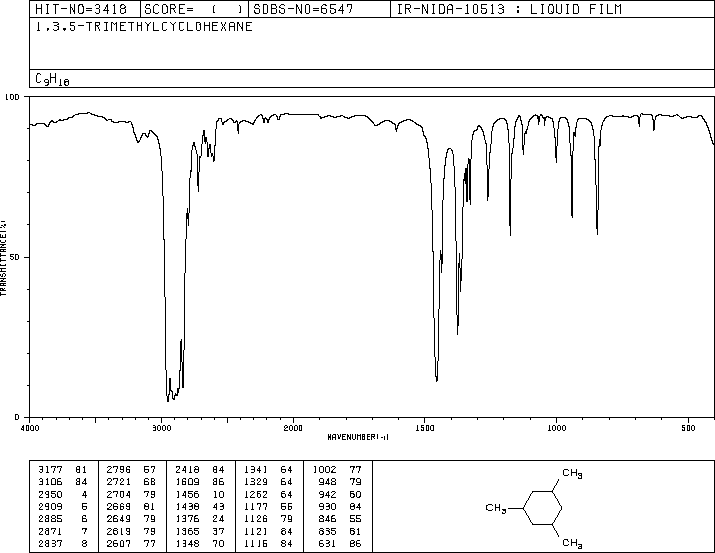 HIT-NO=3418 SCORE= ( ) SDBS-NO=6547 IR-NIDA-10513 : LIQUID FILM
1,3,5-TRIMETHYLCYCLOHEXANE
C9H18
100
50
0
TRANSMITTANCE(%)
4000 3000 2000 1500 1000 500
WAVENUMBER(-1)
3177 81 2796 57 2418 84 1341 64 1002 77
3106 84 2721 68 1609 86 1329 64 948 79
2950 4 2704 79 1456 10 1262 64 942 60
2909 5 2669 81 1438 43 1177 55 930 84
2885 6 2649 79 1376 24 1126 79 846 55
2871 7 2619 79 1365 37 1121 84 835 81
2837 8 2607 77 1348 70 1116 84 631 86
CH3
CH3
CH3